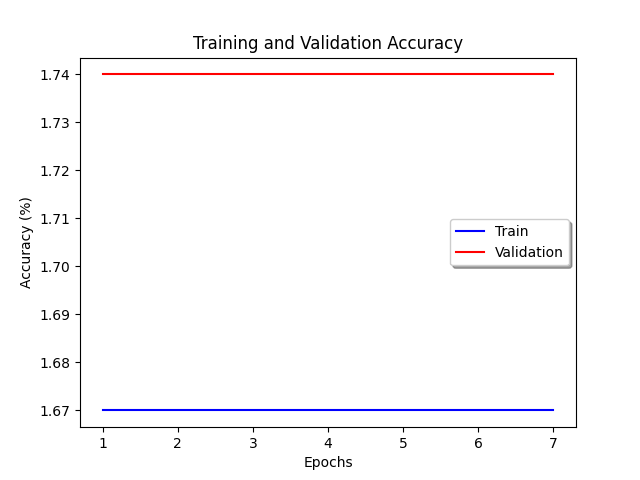 Training and Validation Accuracy
1.74
1.73
1.72
1.71
1.70
1.69
1.68
1.67
Accuracy (%)
Train
Validation
1 2 3 4 5 6 7
Epochs